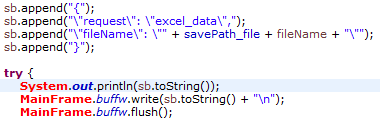 sb.append("{");
sb.append("\"request\": \"excel_data\",");
sb.append("\"fileName\": \"" + savePath_file + fileName + "\"");
sb.append("}");
try {
System.out.println(sb.toString());
MainFrame.buffw.write(sb.toString() + "\n");
MainFrame.buffw.flush();